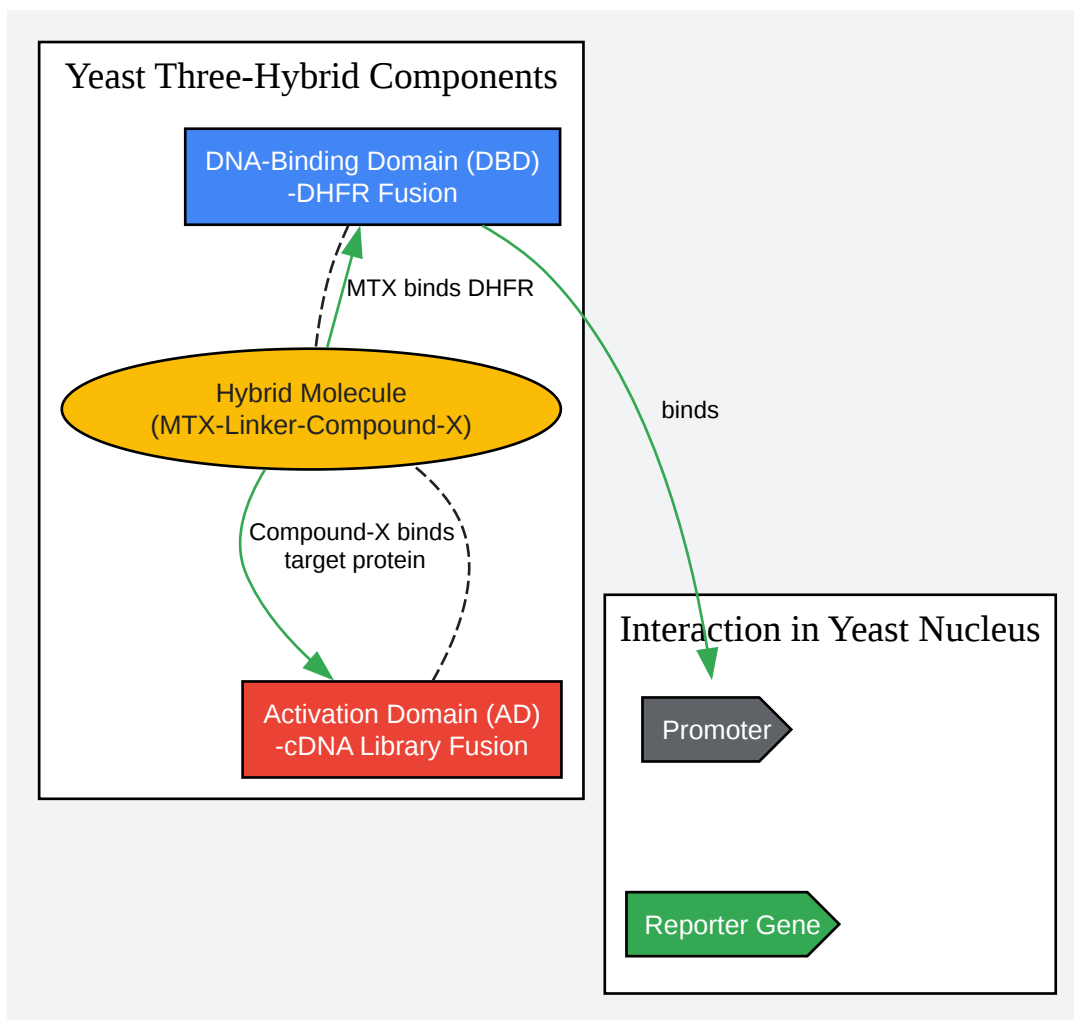 Yeast Three-Hybrid Components
DNA-Binding Domain (DBD)
-DHFR Fusion
MTX binds DHFR
Hybrid Molecule
(MTX-Linker-Compound-X)
binds
Compound-X binds
target protein
Activation Domain (AD)
-cDNA Library Fusion
Interaction in Yeast Nucleus
Promoter
Reporter Gene